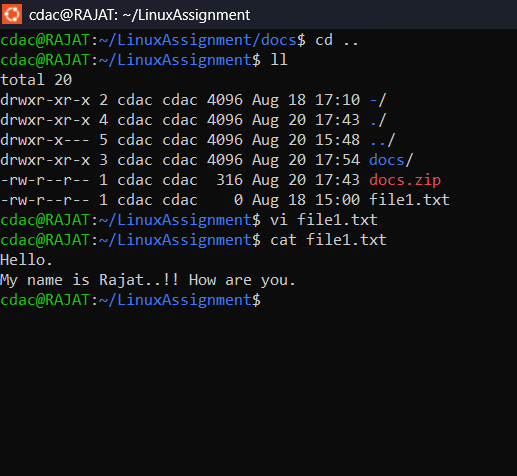 cdac@RAJAT: ~/LinuxAssignment
cdac@RAJAT:~/LinuxAssignment/docs$ cd ..
cdac@RAJAT:~/LinuxAssignment$ ll
total 20
drwxr-xr-x 2 cdac cdac 4096 Aug 18 17:10 -/
drwxr-xr-x 4 cdac cdac 4096 Aug 20 17:43 ./
drwxr-x--- 5 cdac cdac 4096 Aug 20 15:48 ../
drwxr-xr-x 3 cdac cdac 4096 Aug 20 17:54 docs/
-rw-r--r-- 1 cdac cdac  316 Aug 20 17:43 docs.zip
-rw-r--r-- 1 cdac cdac    0 Aug 18 15:00 file1.txt
cdac@RAJAT:~/LinuxAssignment$ vi file1.txt
cdac@RAJAT:~/LinuxAssignment$ cat file1.txt
Hello.
My name is Rajat..!! How are you.
cdac@RAJAT:~/LinuxAssignment$